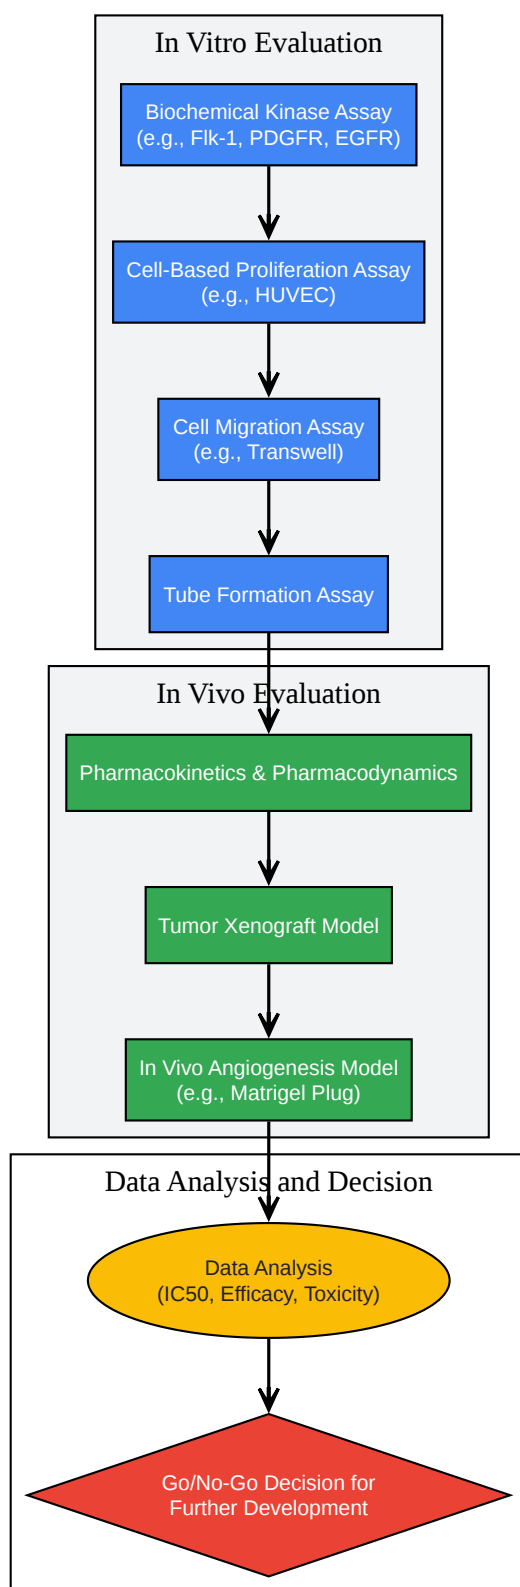 In Vitro Evaluation
Biochemical Kinase Assay
(e.g., Flk-1, PDGFR, EGFR)
Cell-Based Proliferation Assay
(e.g., HUVEC)
Cell Migration Assay
(e.g., Transwell)
Tube Formation Assay
In Vivo Evaluation
Pharmacokinetics & Pharmacodynamics
Tumor Xenograft Model
In Vivo Angiogenesis Model
(e.g., Matrigel Plug)
Data Analysis and Decision
Data Analysis
(IC50, Efficacy, Toxicity)
Go/No-Go Decision for
Further Development